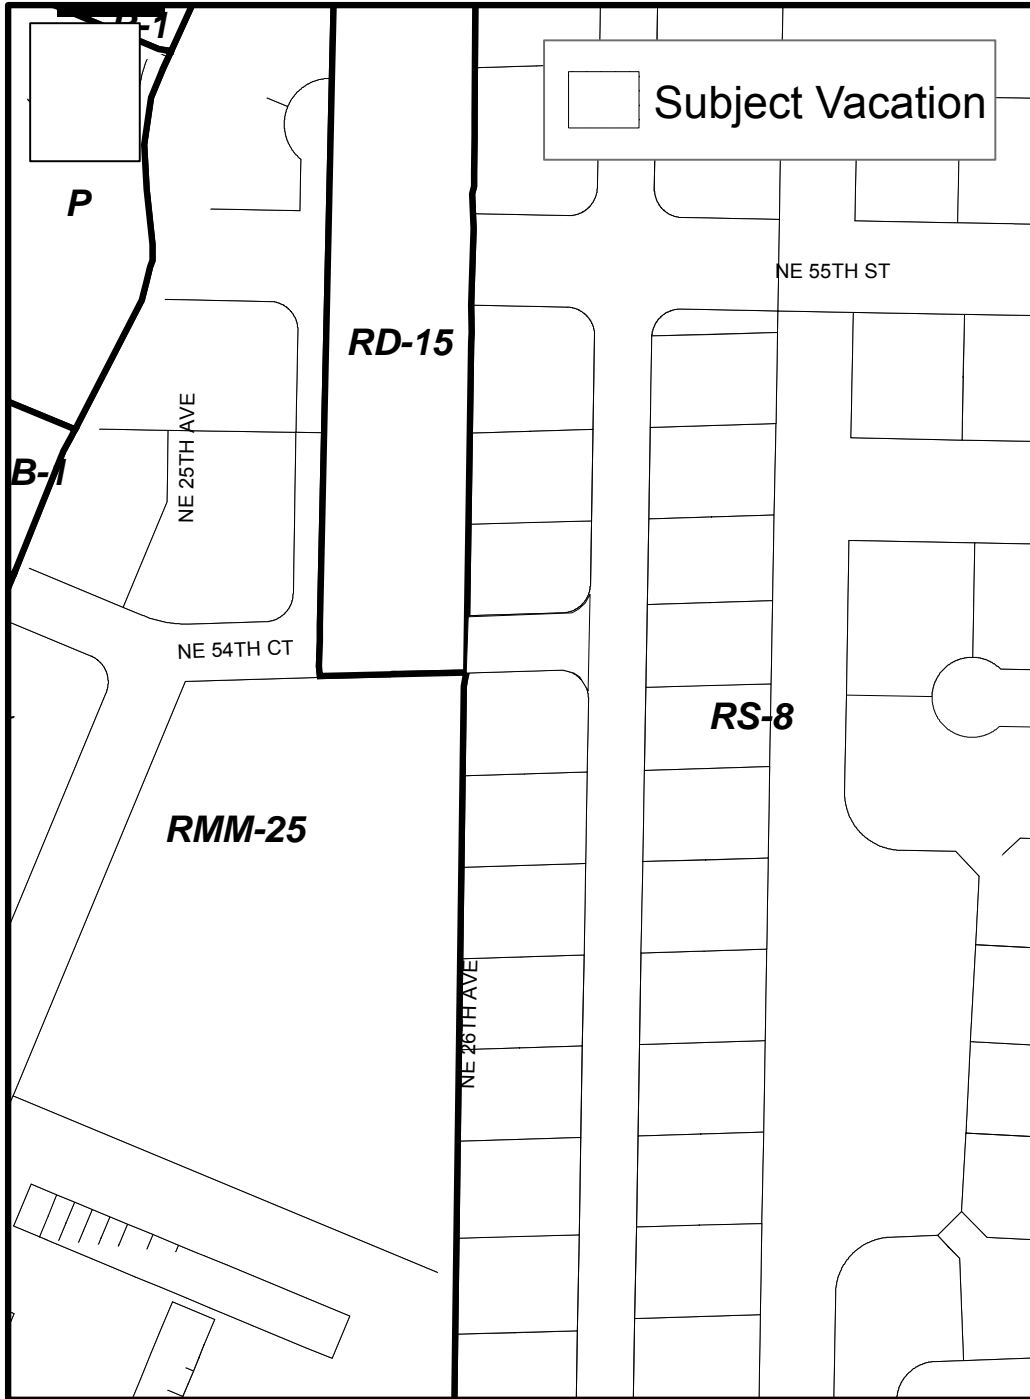 B-1
Subject Vacation
P
NE 55TH ST
RD-15
NE 25TH AVE
B-1
NE 54TH CT
RS-8
RMM-25
NE 26TH AVE